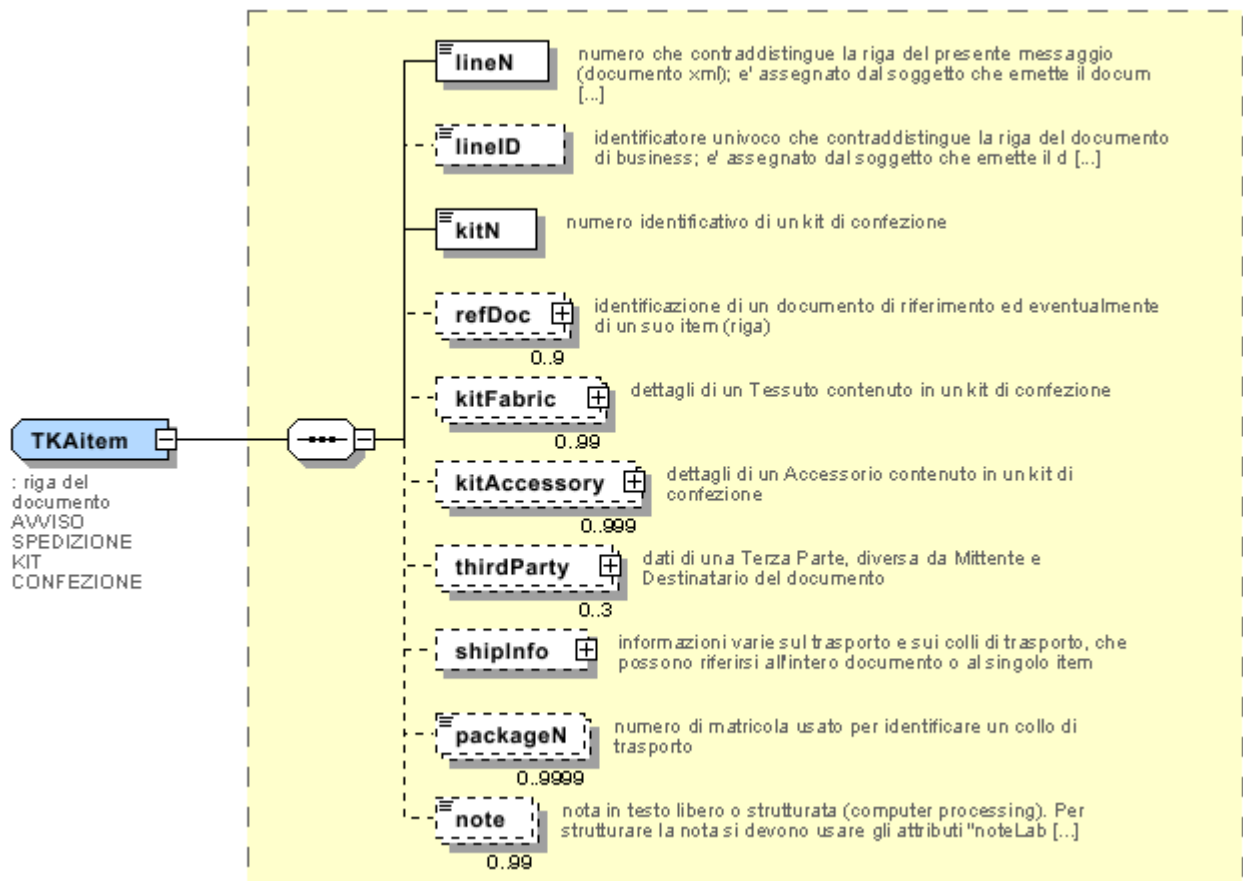 lineN
numero che contraddistingue la riga del presente messaggio
(documento xml); e' assegnato dal soggetto che emette il docum
[...]
lineID
identificatore univoco che contraddistingue la riga del documento
di business; e' assegnato dal soggetto che emette il d [...]
kitN
numero identificativo di un kit di confezione
refDoc
identificazione di un documento di riferimento ed eventualmente
di un suo item (riga)
0..9
kitFabric
dettagli di un Tessuto contenuto in un kit di confezione
0..99
TKAitem
: riga del
documento
AVVISO
SPEDIZIONE
KIT
CONFEZIONE
kitAccessory
dettagli di un Accessorio contenuto in un kit di
confezione
0..999
thirdParty
dati di una Terza Parte, diversa da Mittente e
Destinatario del documento
0..3
shipInfo
informazioni varie sul trasporto e sui colli di trasporto, che
possono riferirsi all'intero documento o al singolo item
packageN
numero di matricola usato per identificare un collo di
trasporto
0..9999
note
nota in testo libero o strutturata (computer processing). Per
strutturare la nota si devono usare gli attributi "noteLab [...]
0..99